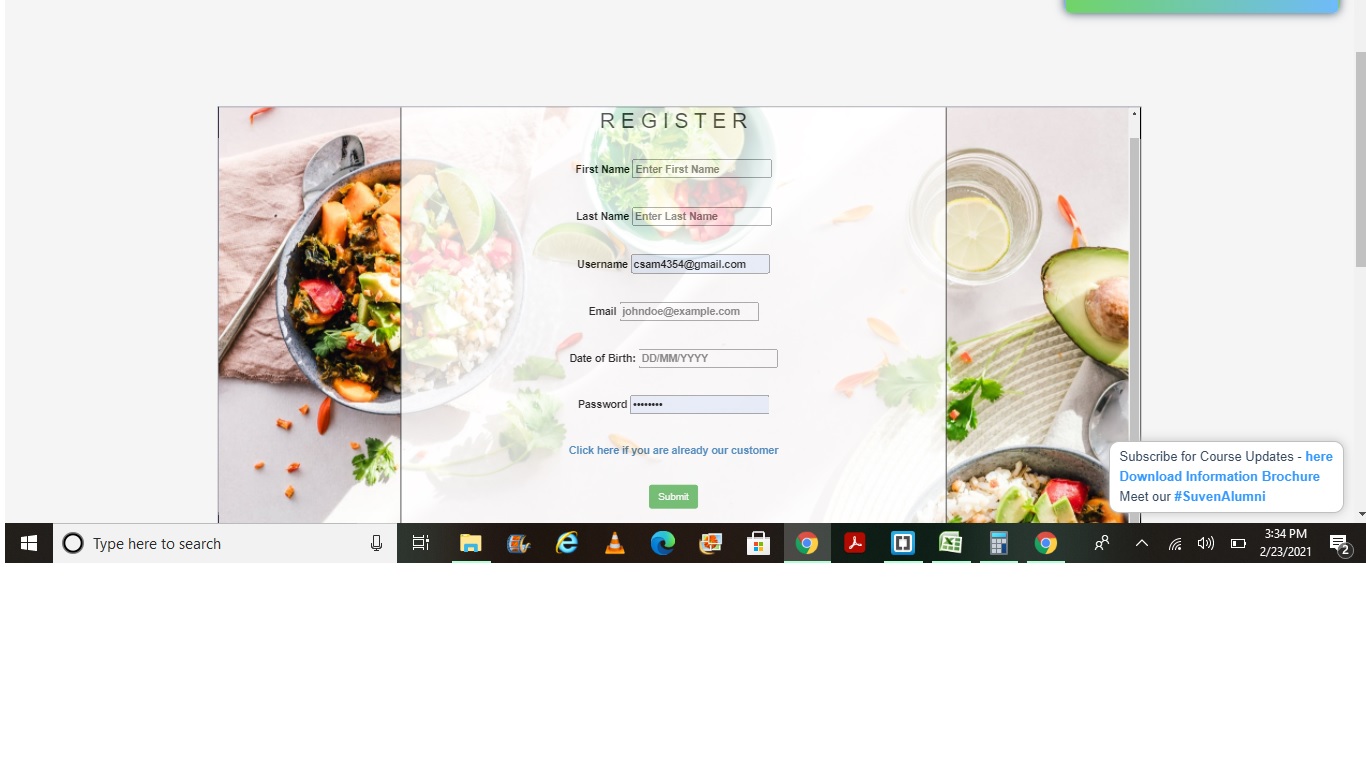 REGISTER
First Name Enter First Name
Last Name Enter Last Name
Username csam4354@gmail.com
Email johndoe@example.com
Date of Birth: DD/MM/YYYY
Password ••••••••
Click here if you are already our customer
Submit
Subscribe for Course Updates - here
Download Information Brochure
Meet our #SuvenAlumni
Type here to search
3:34 PM
2/23/2021
2